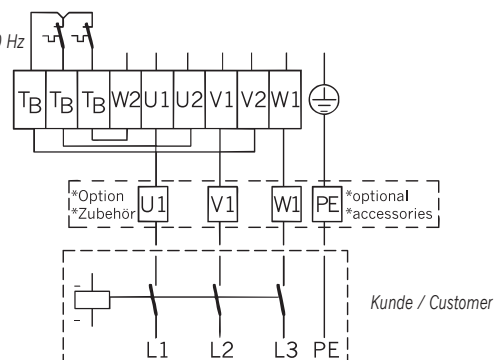 0 Hz
TB TB TB W2 U1 U2 V1 V2 W1
*Option U1 V1 W1 PE *optional
*Zubehör *accessories
Kunde / Customer
L1 L2 L3 PE